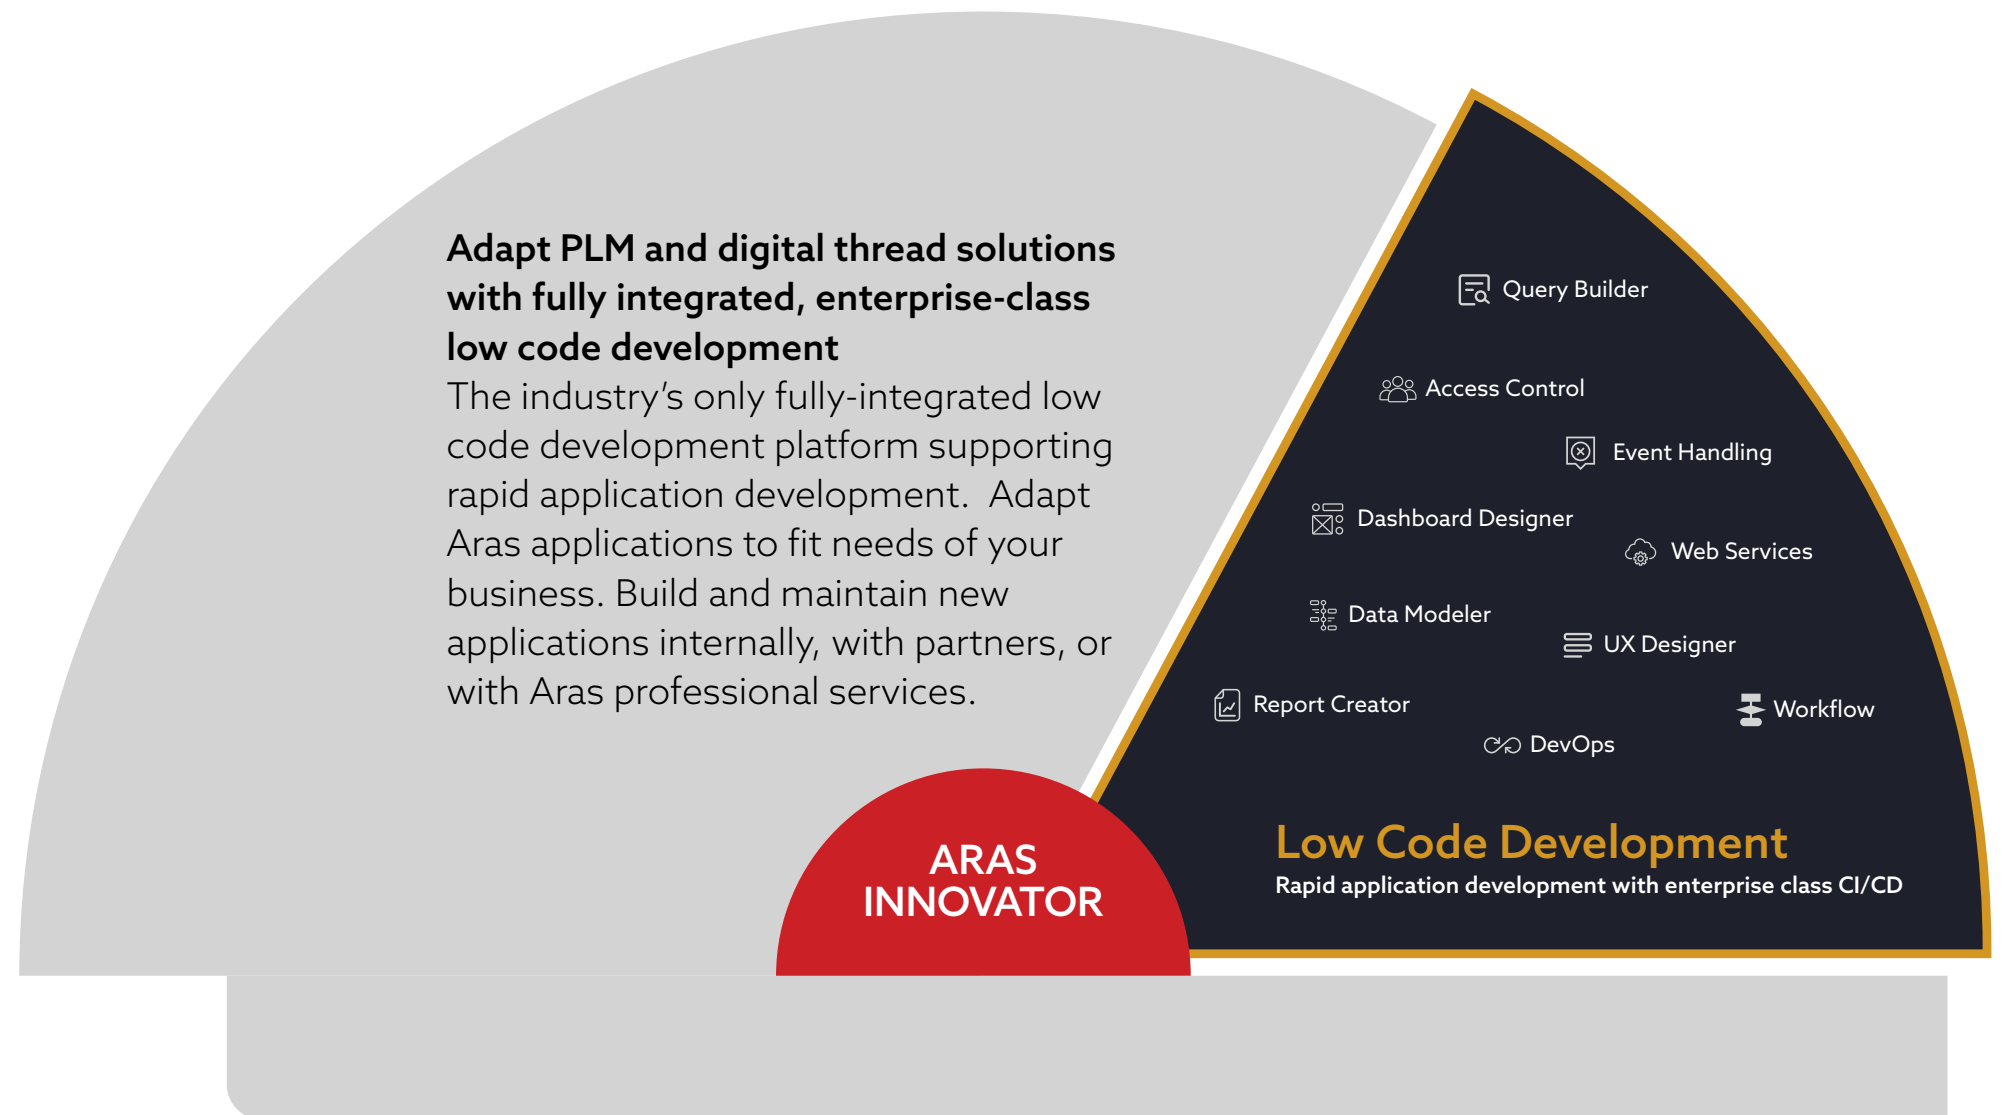 Adapt PLM and digital thread solutions
with fully integrated, enterprise-class
low code development
The industry’s only fully-integrated low
code development platform supporting
rapid application development.  Adapt
Aras applications to fit needs of your
business. Build and maintain new
applications internally, with partners, or
with Aras professional services.
Query Builder
Access Control
Event Handling
Dashboard Designer
Web Services
Data Modeler
UX Designer
Report Creator
Workflow
DevOps
Low Code Development
Rapid application development with enterprise class CI/CD
ARAS
INNOVATOR